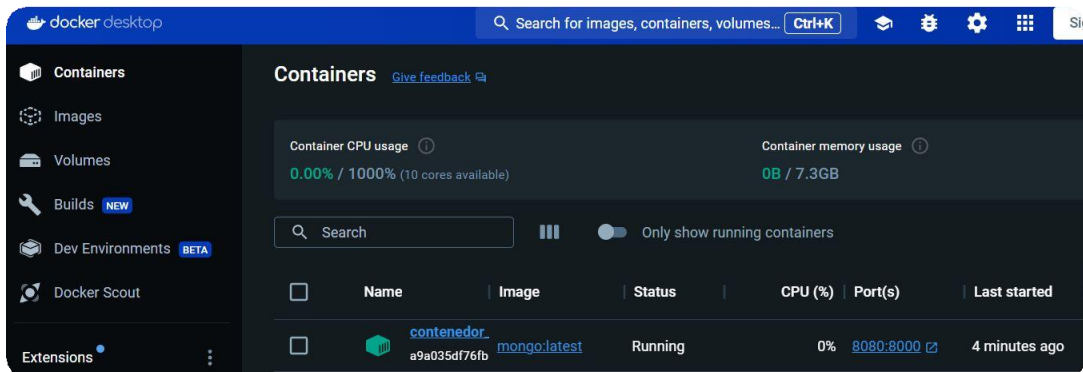 docker desktop
Search for images, containers, volumes... Ctrl+K
Containers
Images
Volumes
Builds NEW
Dev Environments BETA
Docker Scout
Extensions
Containers Give feedback
Container CPU usage
0.00% / 1000% (10 cores available)
Container memory usage
0B / 7.3GB
Search
Only show running containers
Name Image Status CPU (%) Port(s) Last started
contenedor_
a9a035df76fb mongo:latest Running 0% 8080:8000 4 minutes ago